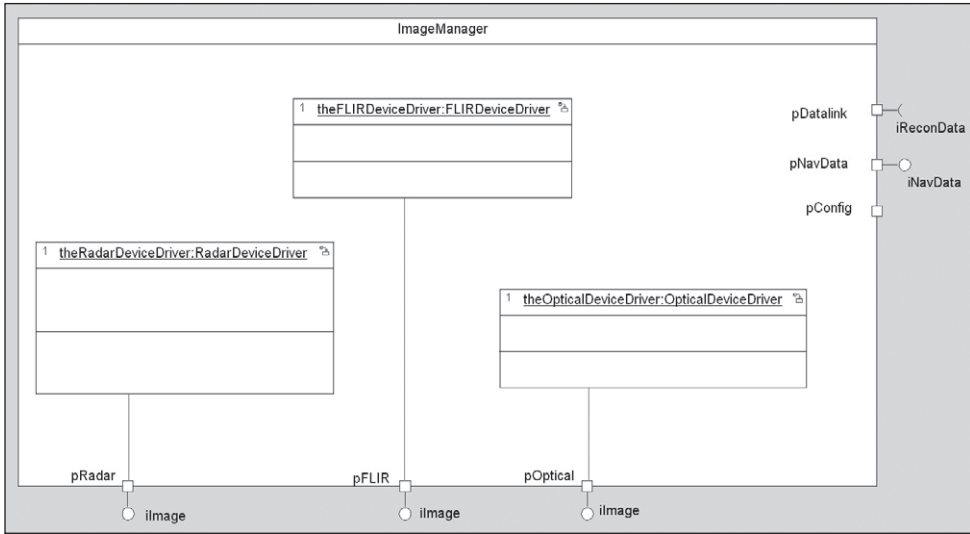 ImageManager
1 theFLIRDeviceDriver:FLIRDeviceDriver
pDatalink
iReconData
pNavData
iNavData
pConfig
1 theRadarDeviceDriver:RadarDeviceDriver
1 theOpticalDeviceDriver:OpticalDeviceDriver
pRadar
pFLIR
pOptical
iImage
iImage
iImage